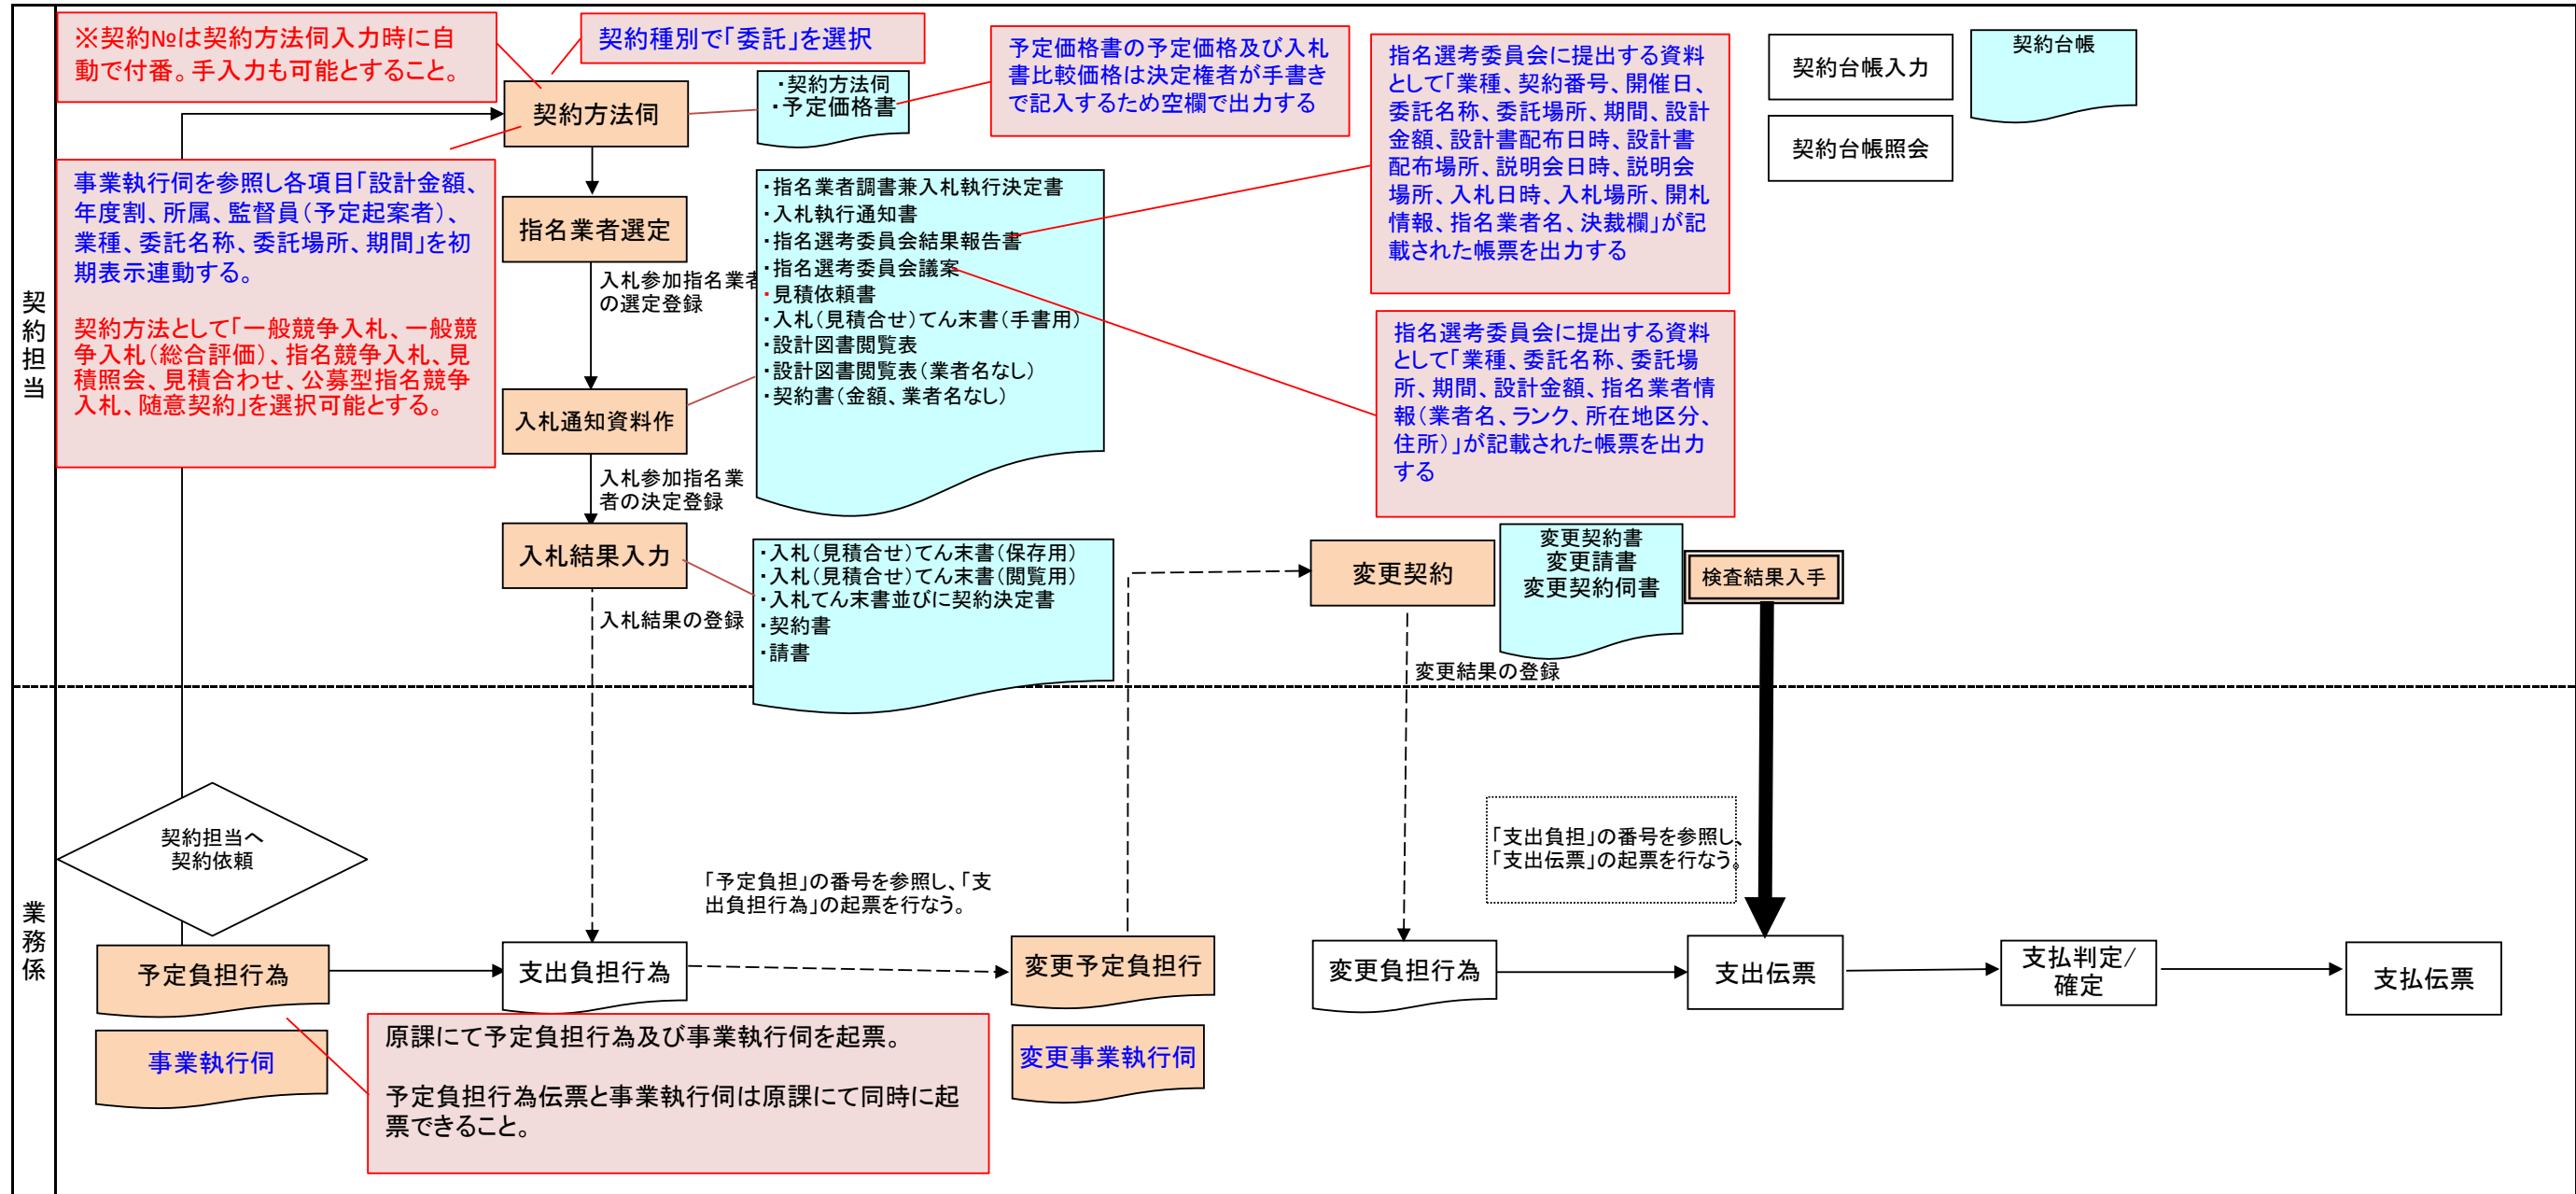 ※契約№は契約方法伺入力時に自
動で付番。手入力も可能とすること。
契約種別で「委託」を選択
契約方法伺
・契約方法伺
・予定価格書
予定価格書の予定価格及び入札
書比較価格は決定権者が手書き
で記入するため空欄で出力する
指名選考委員会に提出する資料
として「業種、契約番号、開催日、
委託名称、委託場所、期間、設計
金額、設計書配布日時、設計書
配布場所、説明会日時、説明会
場所、入札日時、入札場所、開札
情報、指名業者名、決裁欄」が記
載された帳票を出力する
契約台帳入力
契約台帳照会
契約台帳
契約担当
事業執行伺を参照し各項目「設計金額、
年度割、所属、監督員(予定起案者)、
業種、委託名称、委託場所、期間」を初
期表示連動する。
契約方法として「一般競争入札、一般競
争入札(総合評価)、指名競争入札、見
積照会、見積合わせ、公募型指名競争
入札、随意契約」を選択可能とする。
指名業者選定
入札参加指名業者
の選定登録
・指名業者調書兼入札執行決定書
・入札執行通知書
・指名選考委員会結果報告書
・指名選考委員会議案
・見積依頼書
・入札(見積合せ)てん末書(手書用)
・設計図書閲覧表
・設計図書閲覧表(業者名なし)
・契約書(金額、業者名なし)
指名選考委員会に提出する資料
として「業種、委託名称、委託場
所、期間、設計金額、指名業者情
報(業者名、ランク、所在地区分、
住所)」が記載された帳票を出力
する
入札通知資料作
入札参加指名業
者の決定登録
入札結果入力
入札結果の登録
・入札(見積合せ)てん末書(保存用)
・入札(見積合せ)てん末書(閲覧用)
・入札てん末書並びに契約決定書
・契約書
・請書
変更契約
変更契約書
変更請書
変更契約伺書
検査結果入手
変更結果の登録
業務係
契約担当へ
契約依頼
「予定負担」の番号を参照し、「支
出負担行為」の起票を行なう。
「支出負担」の番号を参照し、
「支出伝票」の起票を行なう。
予定負担行為
支出負担行為
変更予定負担行
変更負担行為
支出伝票
支払判定/
確定
支払伝票
事業執行伺
原課にて予定負担行為及び事業執行伺を起票。
予定負担行為伝票と事業執行伺は原課にて同時に起
票できること。
変更事業執行伺